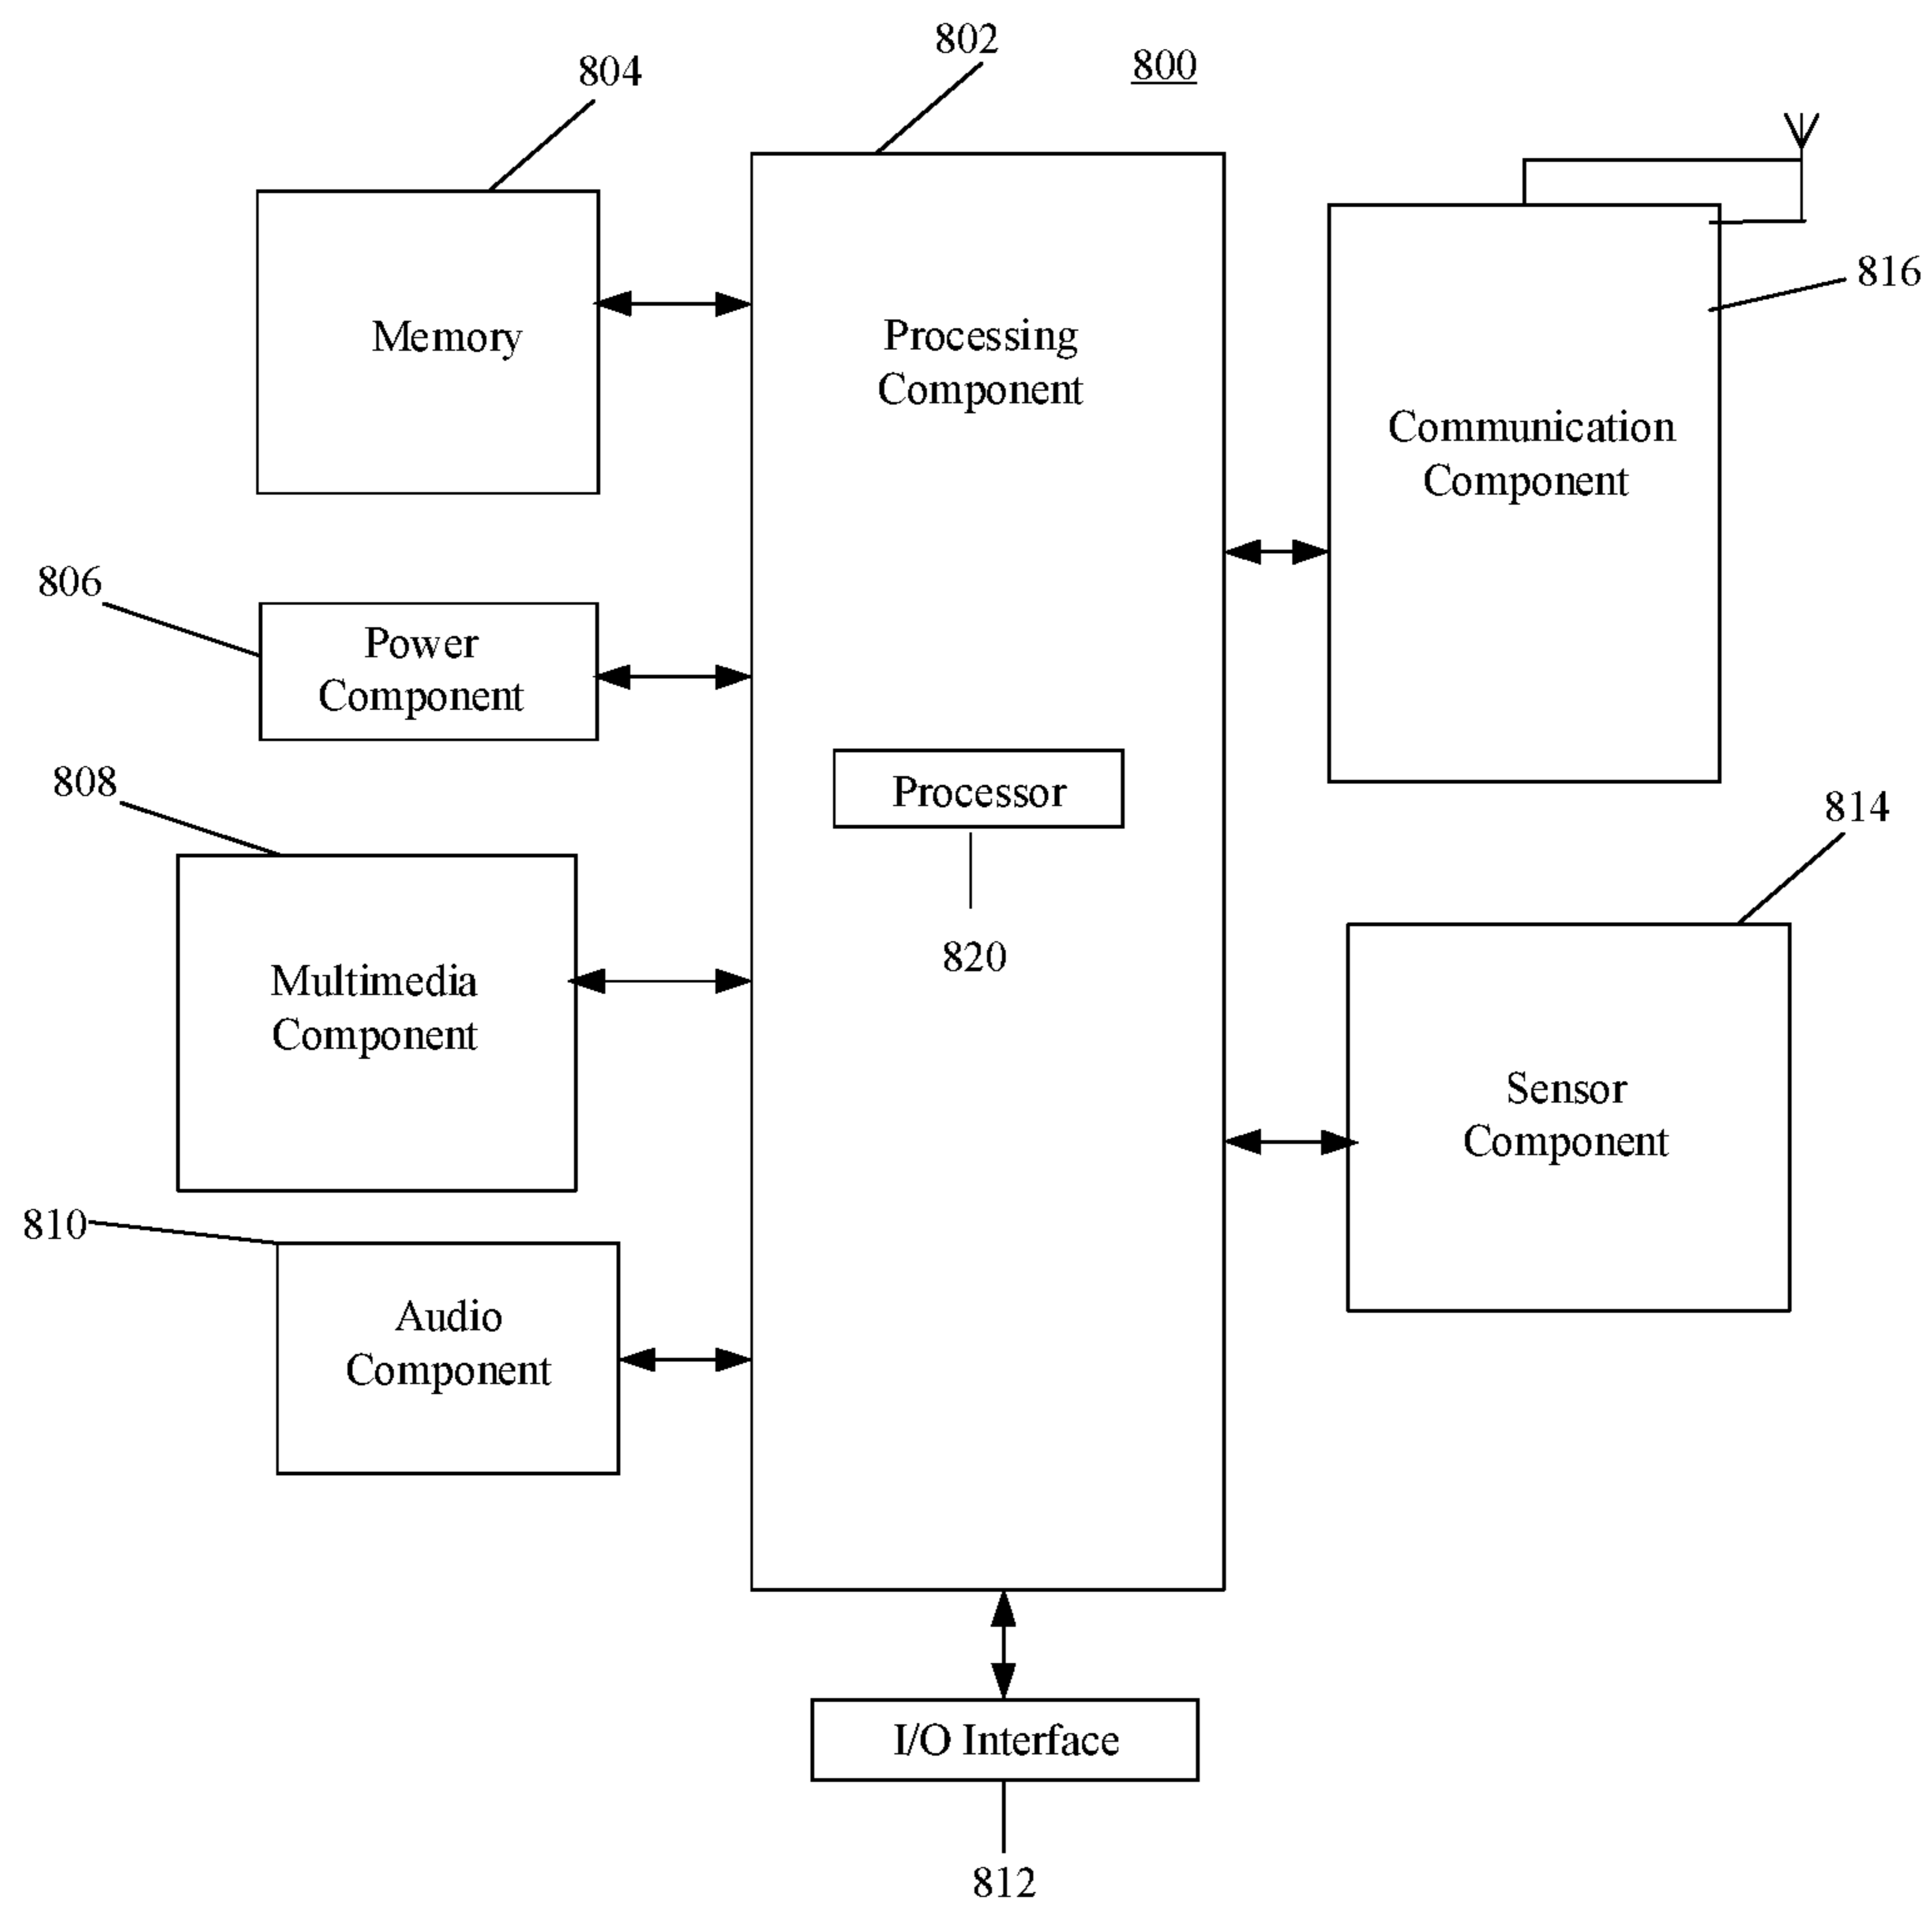 802
800
804
816
Memory
Processing
Component
Communication
Component
806
Power
Component
808
Processor
814
820
Multimedia
Component
Sensor
Component
810
Audio
Component
I/O Interface
812